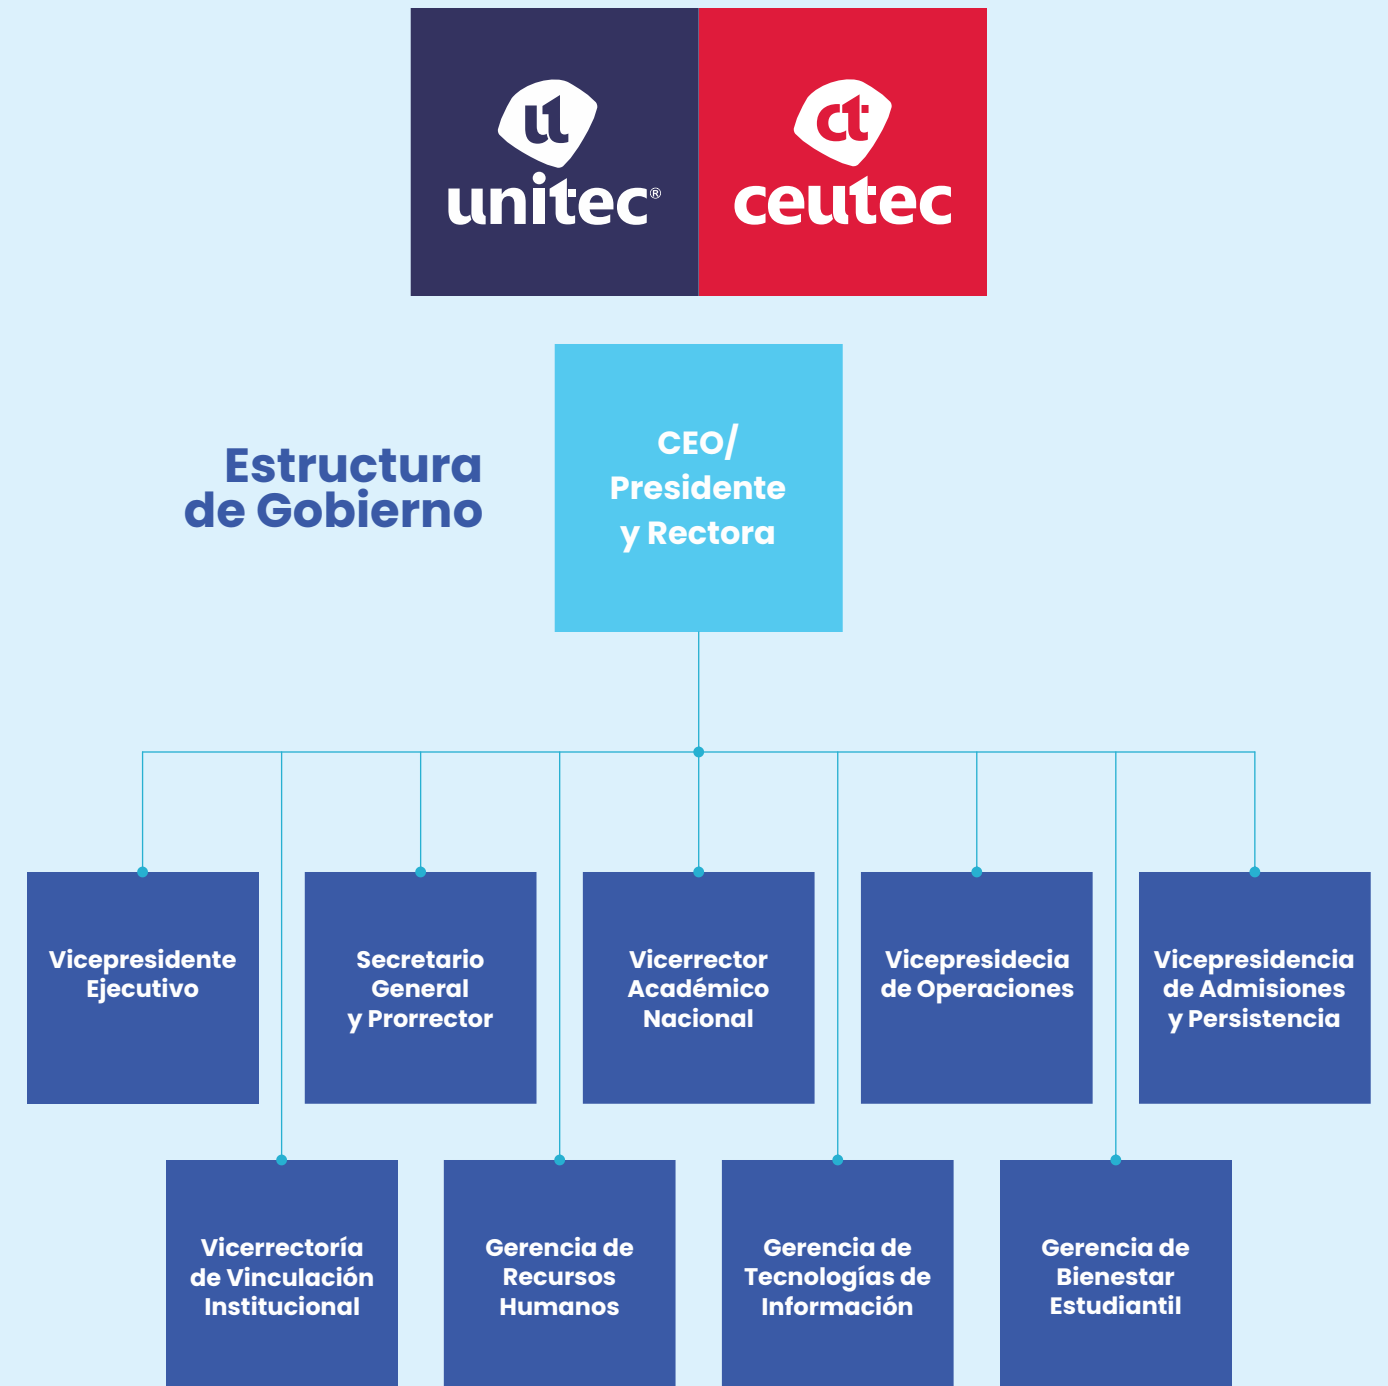 ut
unitec®
ct
ceutec
Estructura
de Gobierno
CEO/
Presidente
y Rectora
Vicepresidente
Ejecutivo
Secretario
General
y Prorrector
Vicerrector
Académico
Nacional
Vicepresidecia
de Operaciones
Vicepresidencia
de Admisiones
y Persistencia
Vicerrectoría
de Vinculación
Institucional
Gerencia de
Recursos
Humanos
Gerencia de
Tecnologías de
Información
Gerencia de
Bienestar
Estudiantil